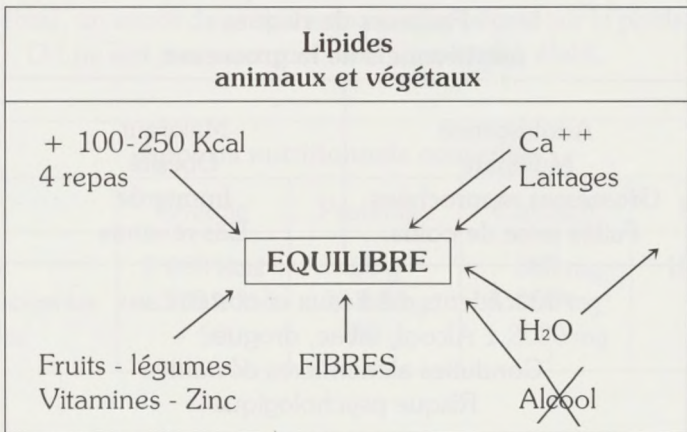 Lipides
animaux et végétaux
+ 100-250 Kcal
4 repas
Ca++
Laitages
EQUILIBRE
Fruits - légumes
Vitamines - Zinc
FIBRES
H₂O
Alcool